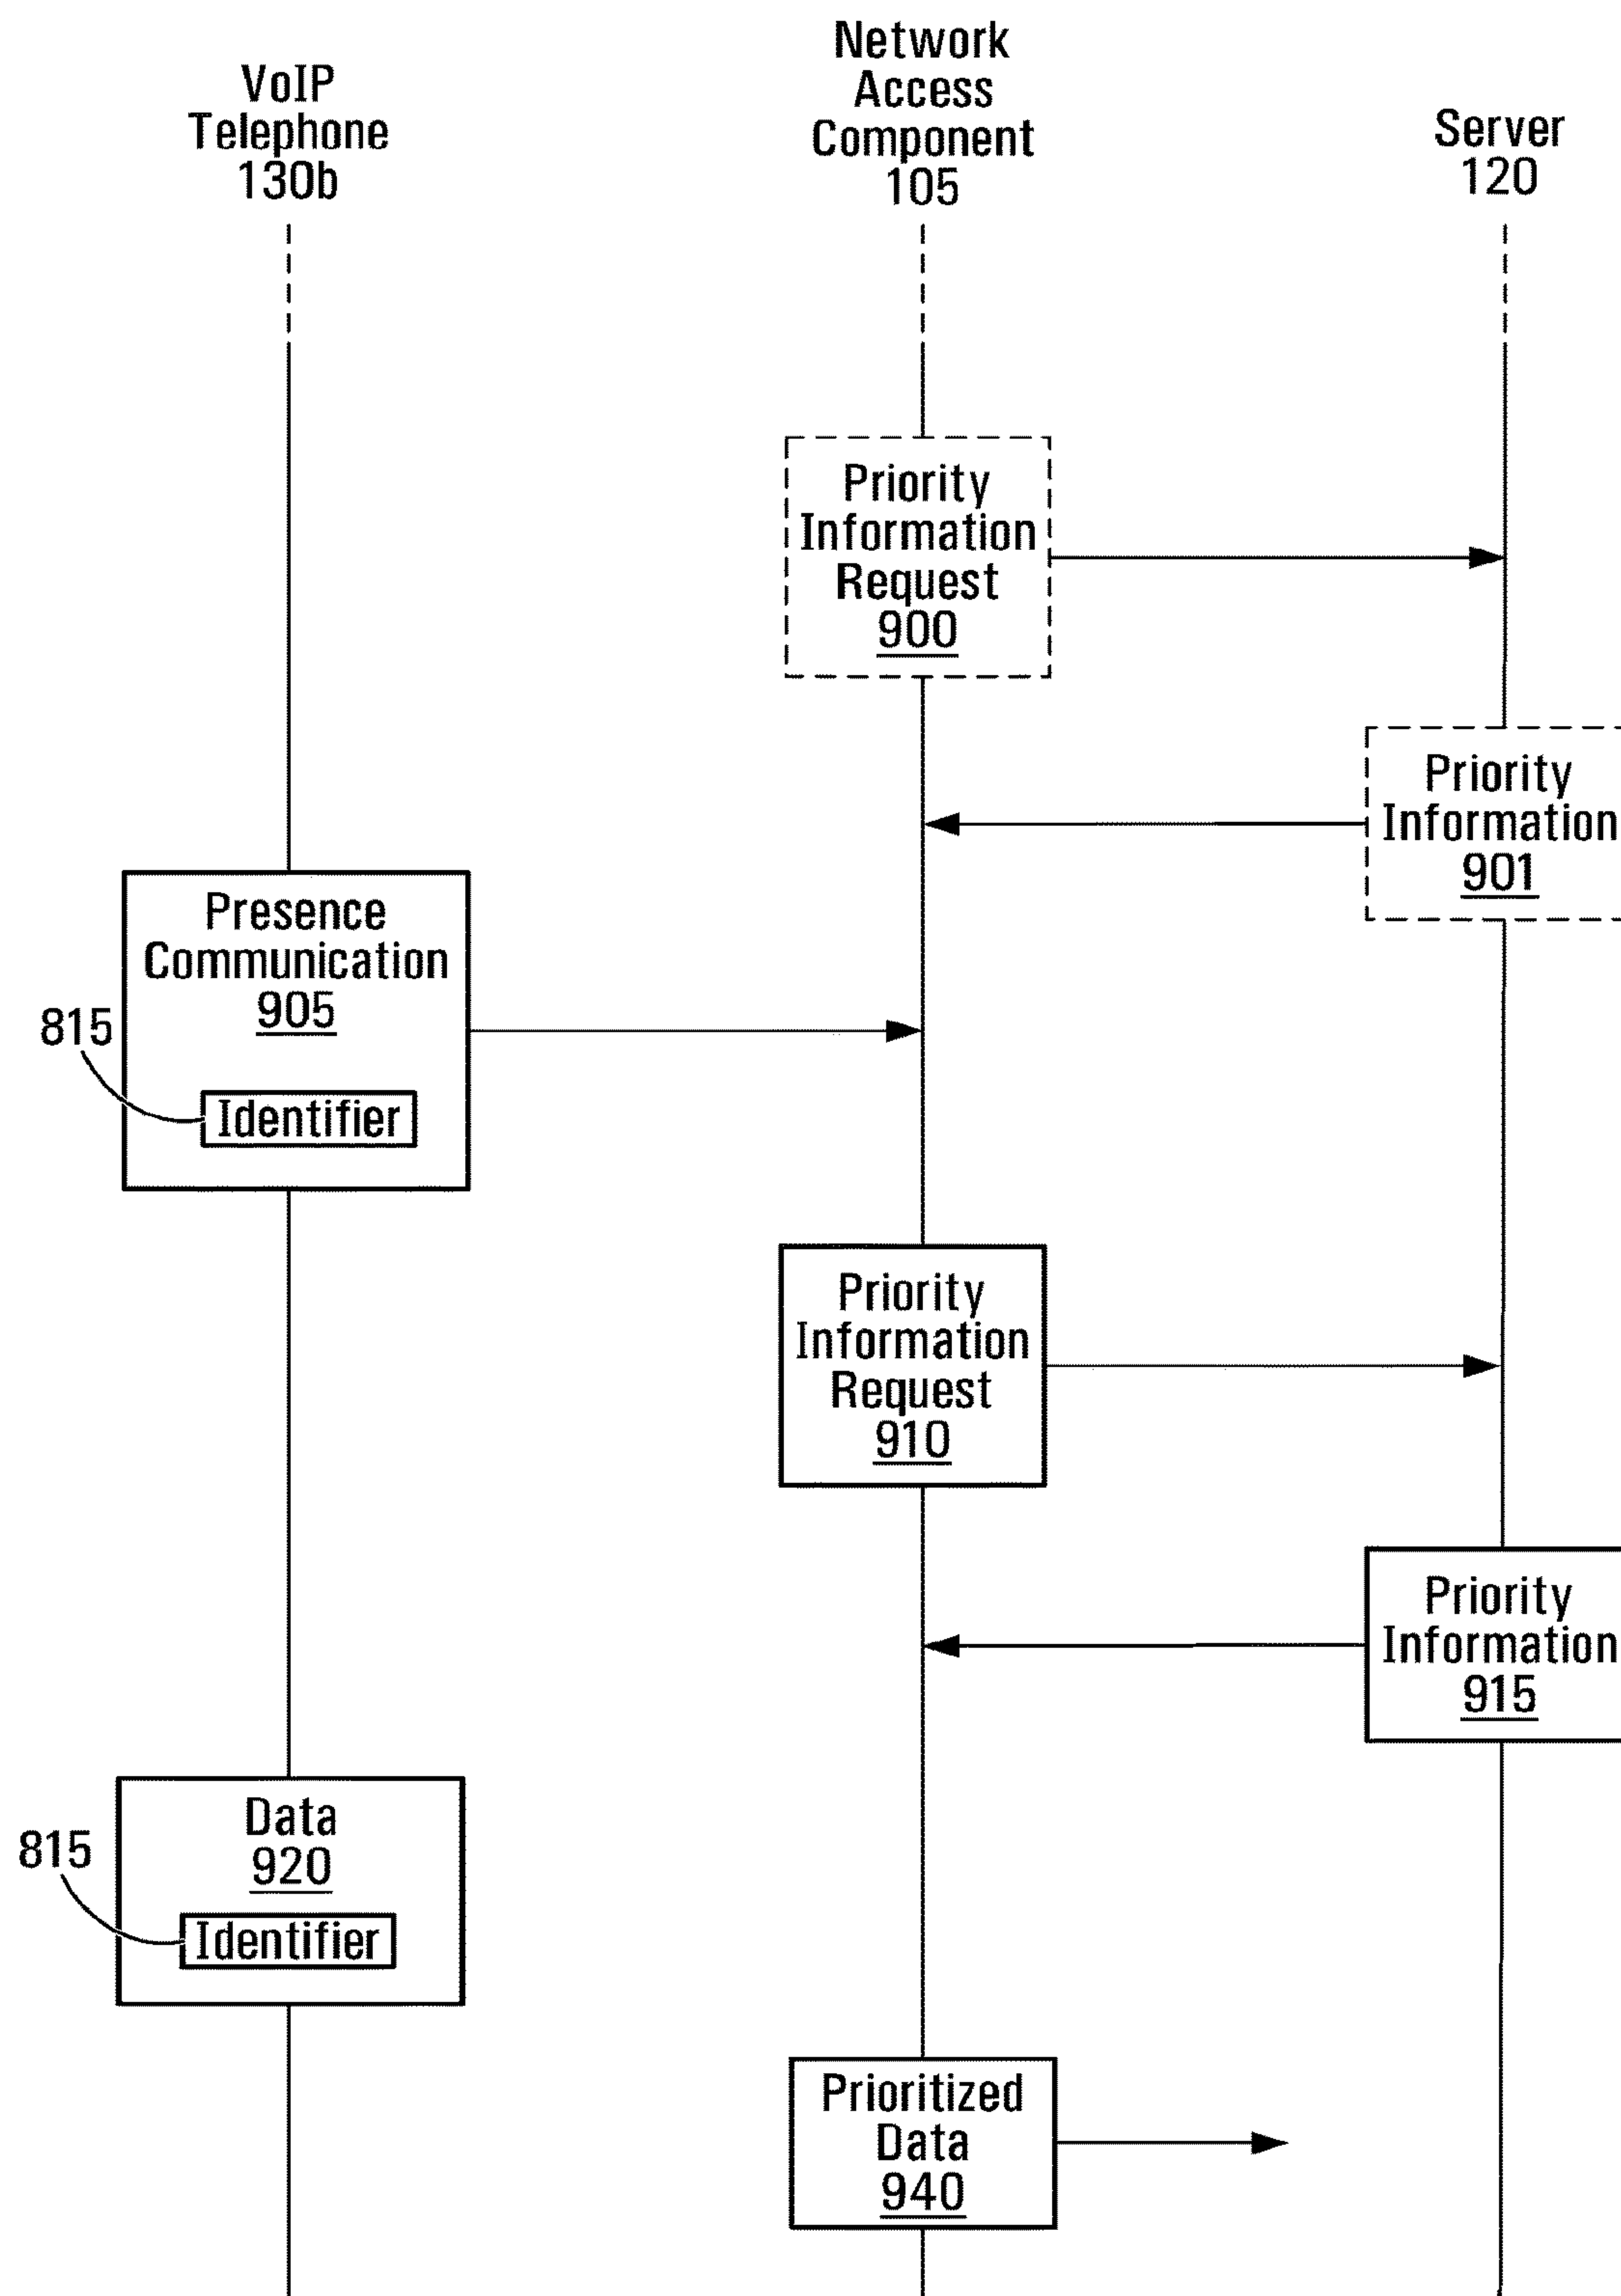 VoIP
Telephone
130b
Network
Access
Component
105
Server
120
Priority
Information
Request
900
Priority
Information
901
Presence
Communication
905
815
Identifier
Priority
Information
Request
910
Priority
Information
915
Data
920
815
Identifier
Prioritized
Data
940